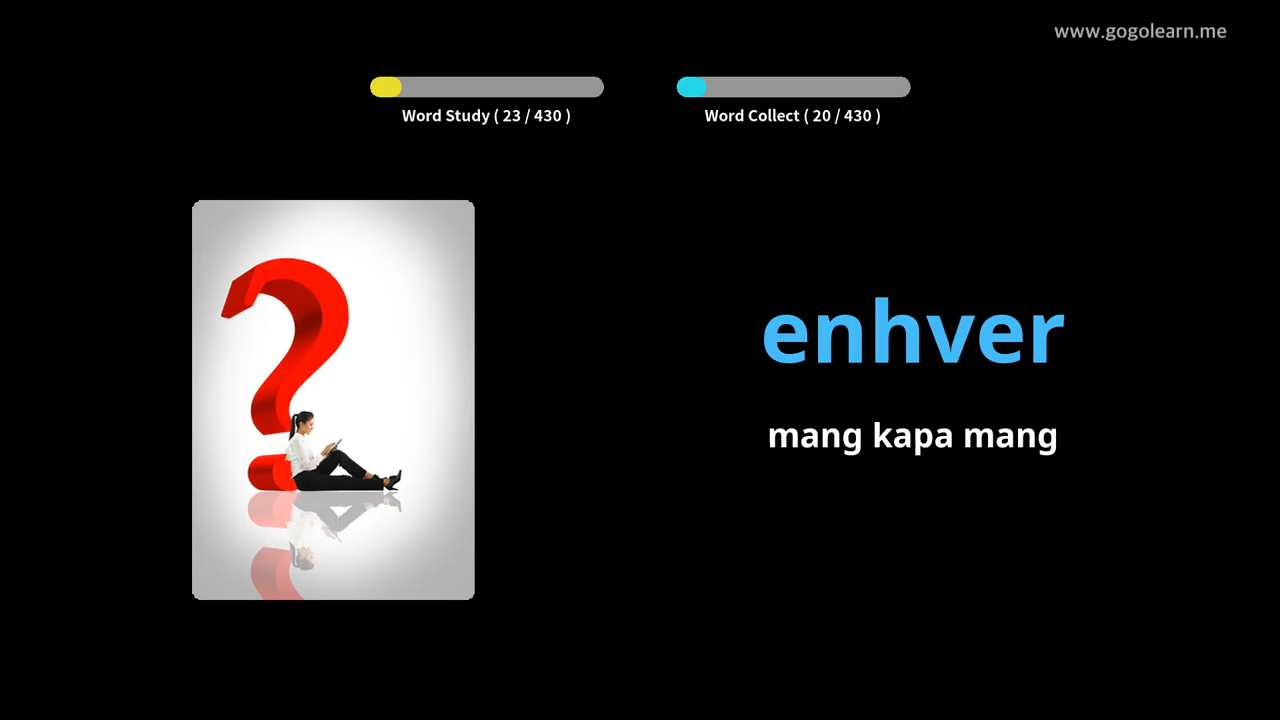 www.gogolearn.me
Word Study ( 23 / 430 )
Word Collect ( 20 / 430 )
enhver
mang kapa mang